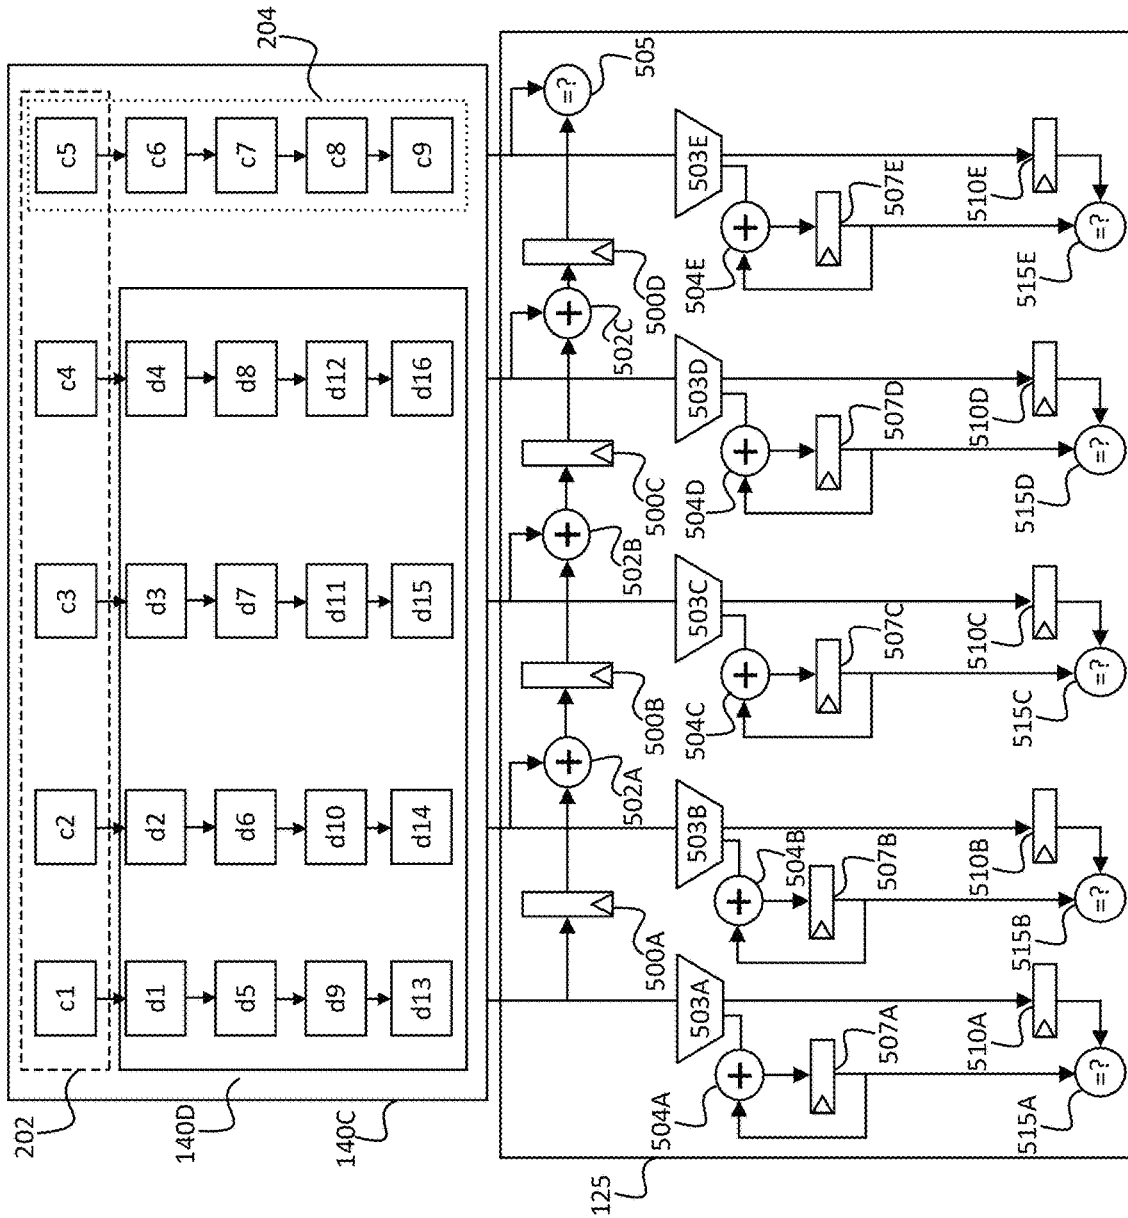 202
c1 c2 c3 c4 c5
d1 d2 d3 d4 c6
140D
d5 d6 d7 d8 c7
204
d9 d10 d11 d12 c8
140C
d13 d14 d15 d16 c9
+ + + =?
502A 502B 502C 505
500A 500B 500C 500D
125
503A 503B 503C 503D 503E
504A 504B 504C 504D 504E
+ + + + +
507A 507B 507C 507D 507E
510A 510B 510C 510D 510E
515A 515B 515C 515D 515E
=? =? =? =? =?